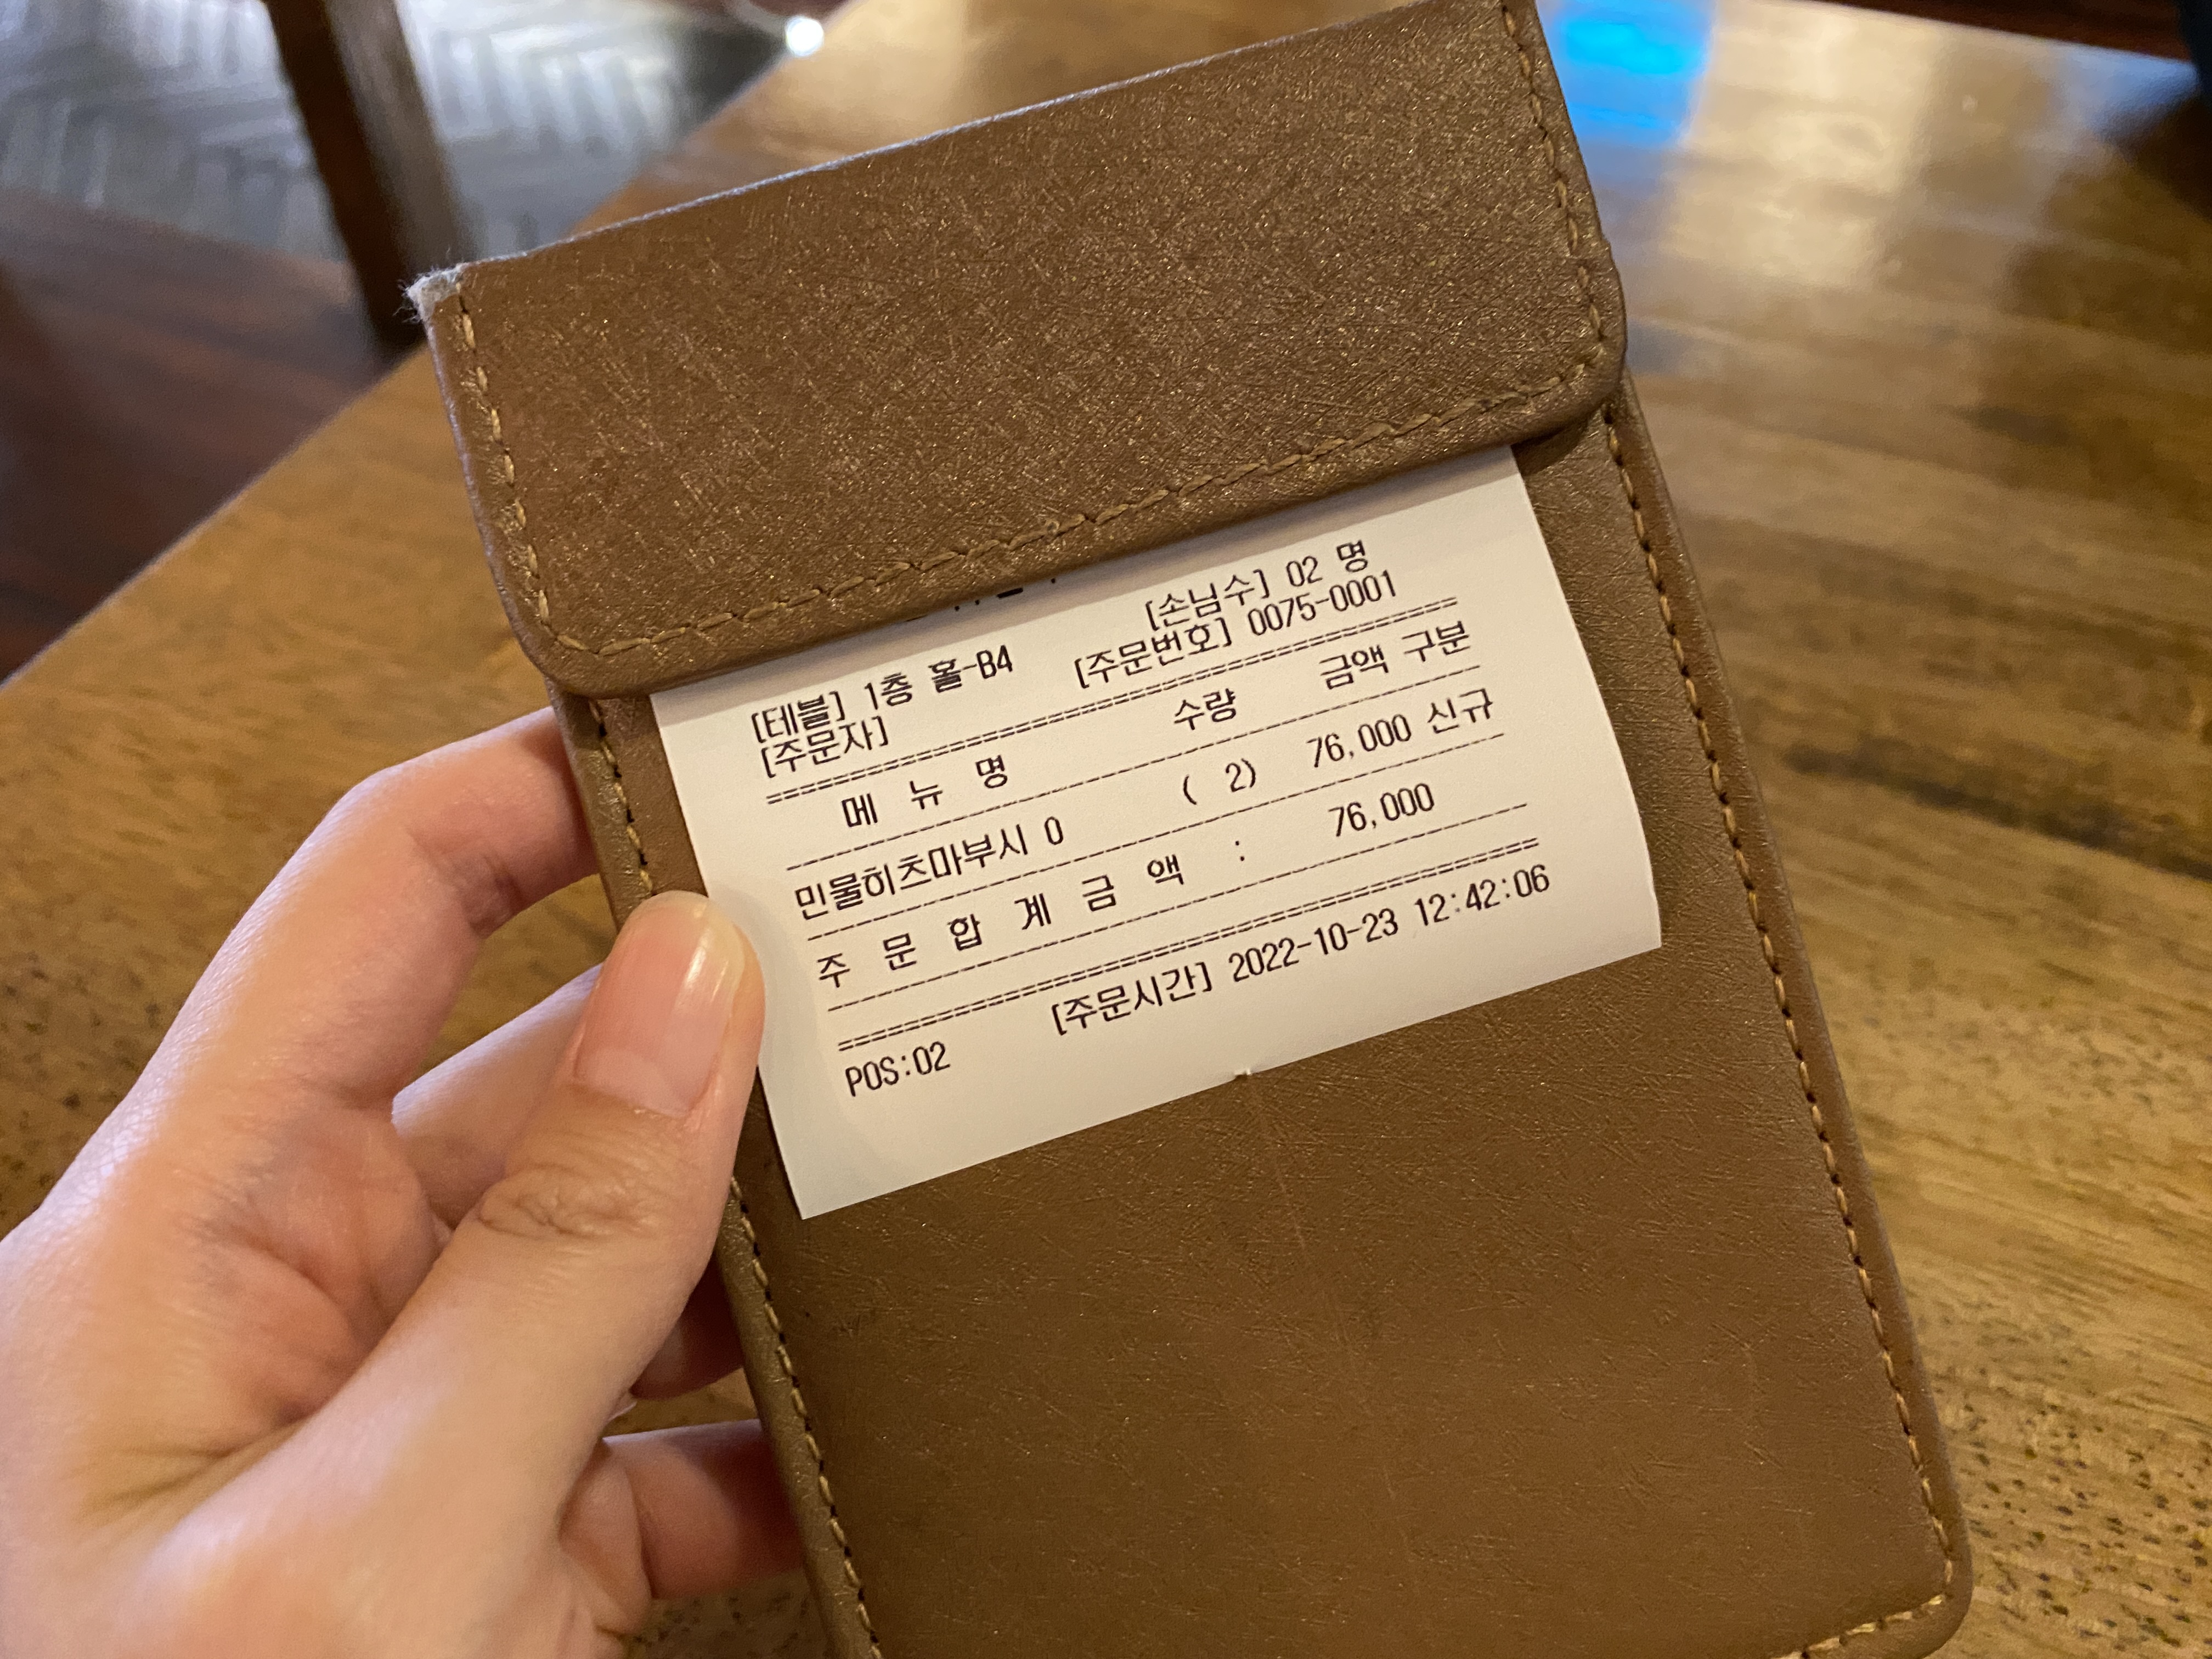 [테블] 1층 홀-B4 [손님수] 02 명
[주문자] [주문번호] 0075-0001
메 뉴 명 수량 금액 구분
민물히츠마부시 0 ( 2) 76,000 신규
주 문 합 계 금 액 : 76,000
[주문시간] 2022-10-23 12:42:06
POS:02